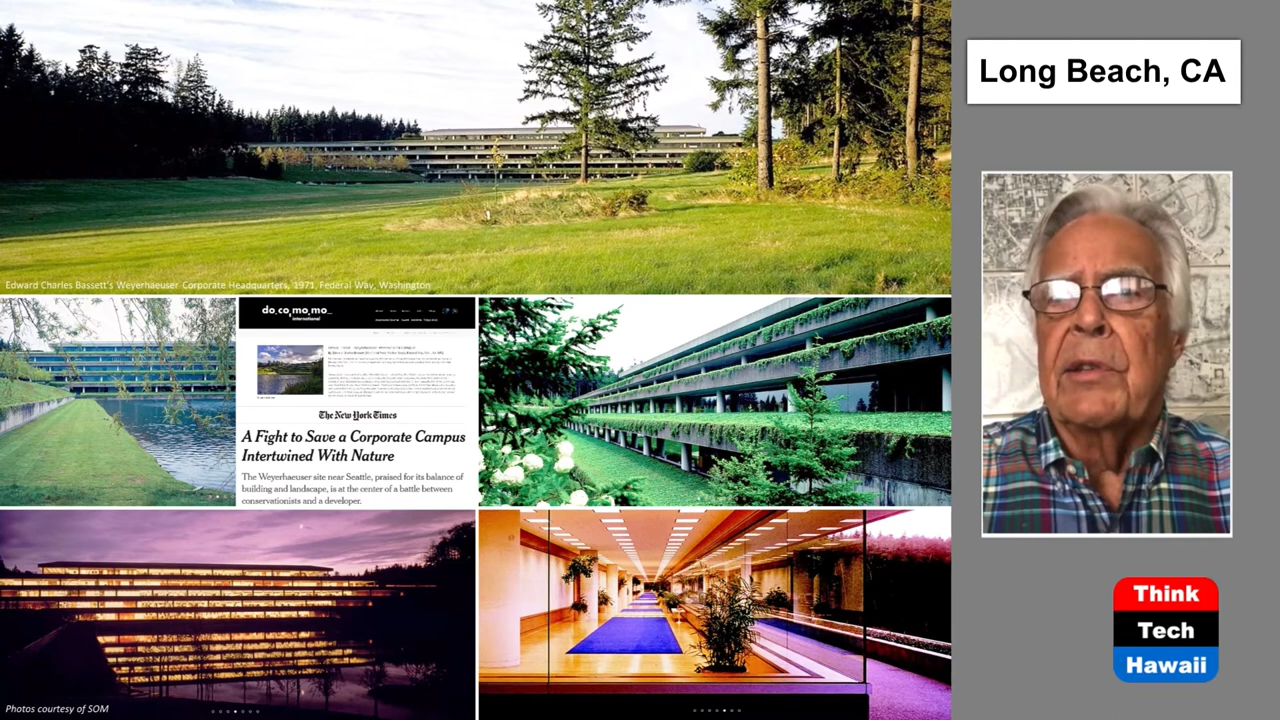 Long Beach, CA
Edward Charles Bassett's Weyerhaeuser Corporate Headquarters, 1971, Federal Way, Washington
do_co_mo_mo_
international
The New York Times
A Fight to Save a Corporate Campus
Intertwined With Nature
The Weyerhaeuser site near Seattle, praised for its balance of
building and landscape, is at the center of a battle between
conservationists and a developer.
Photos courtesy of SOM
Think
Tech
Hawaii